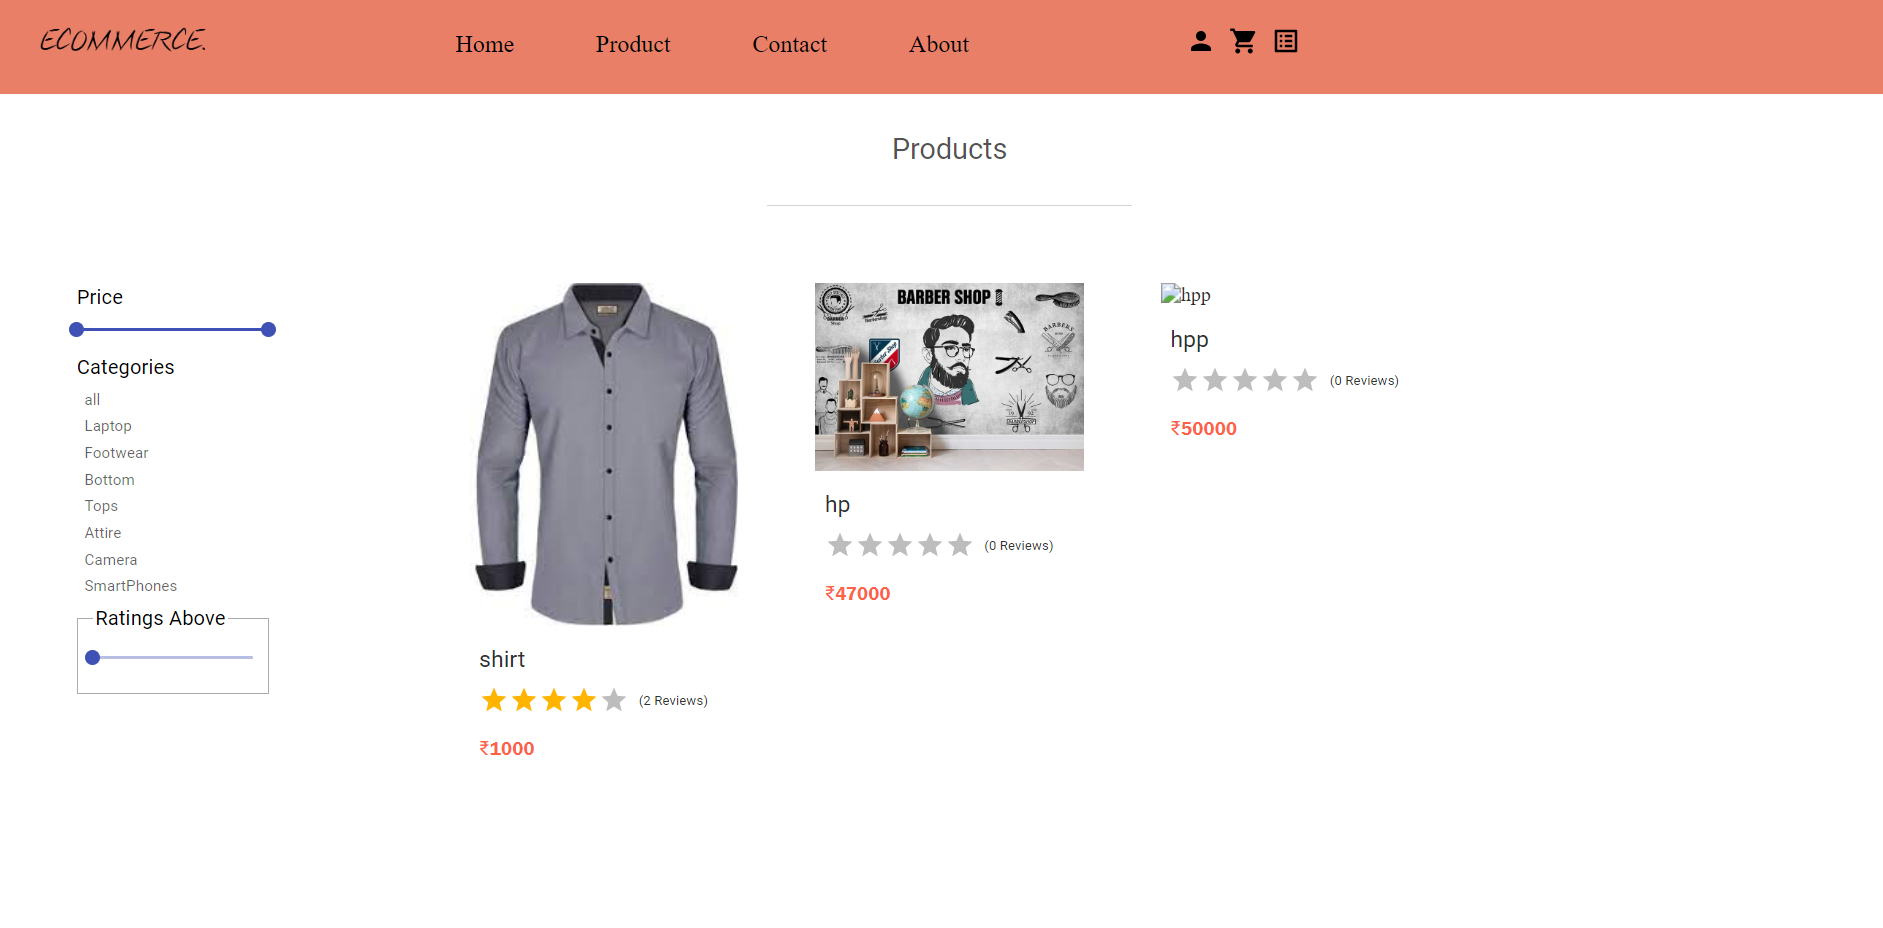 ECOMMERCE.
Home Product Contact About
Products
Price
Categories
all
Laptop
Footwear
Bottom
Tops
Attire
Camera
SmartPhones
Ratings Above
shirt
(2 Reviews)
₹1000
BARBER SHOP
hp
(0 Reviews)
₹47000
hpp
hpp
(0 Reviews)
₹50000